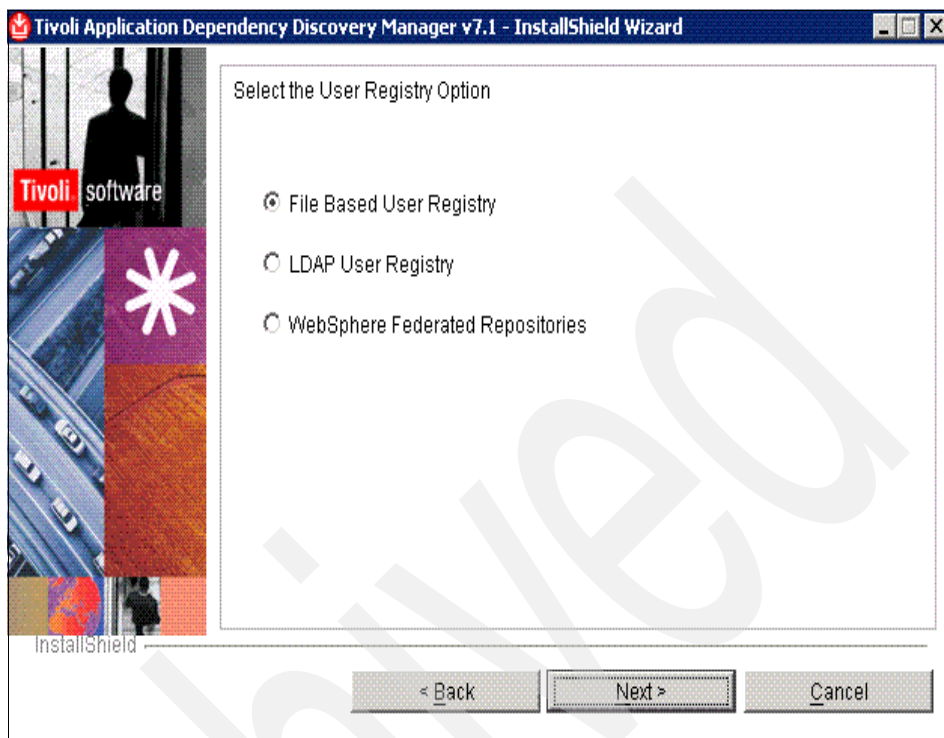 Tivoli Application Dependency Discovery Manager v7.1 - InstallShield Wizard
Select the User Registry Option
Tivoli software
File Based User Registry
LDAP User Registry
WebSphere Federated Repositories
InstallShield
< Back
Next >
Cancel
hived